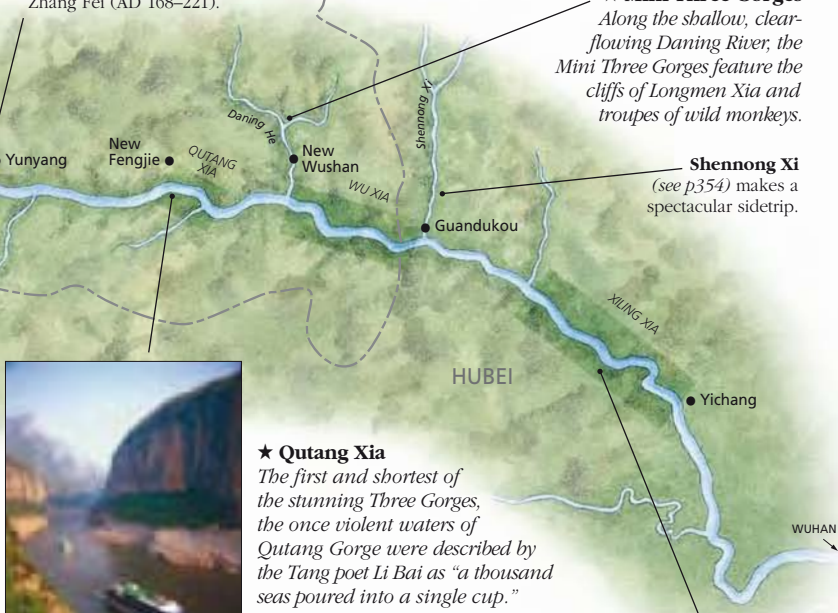 Zhang Fei (AD 168–221).
Mini Three Gorges
Along the shallow, clear-
flowing Daning River, the
Mini Three Gorges feature the
cliffs of Longmen Xia and
troupes of wild monkeys.
Shennong Xi
(see p354) makes a
spectacular sidetrip.
Daning He
Shennong Xi
Yunyang
New
Fengjie
QUTANG
XIA
New
Wushan
WU XIA
Guandukou
XILING XIA
HUBEI
Yichang
WUHAN
★ Qutang Xia
The first and shortest of
the stunning Three Gorges,
the once violent waters of
Qutang Gorge were described by
the Tang poet Li Bai as “a thousand
seas poured into a single cup.”